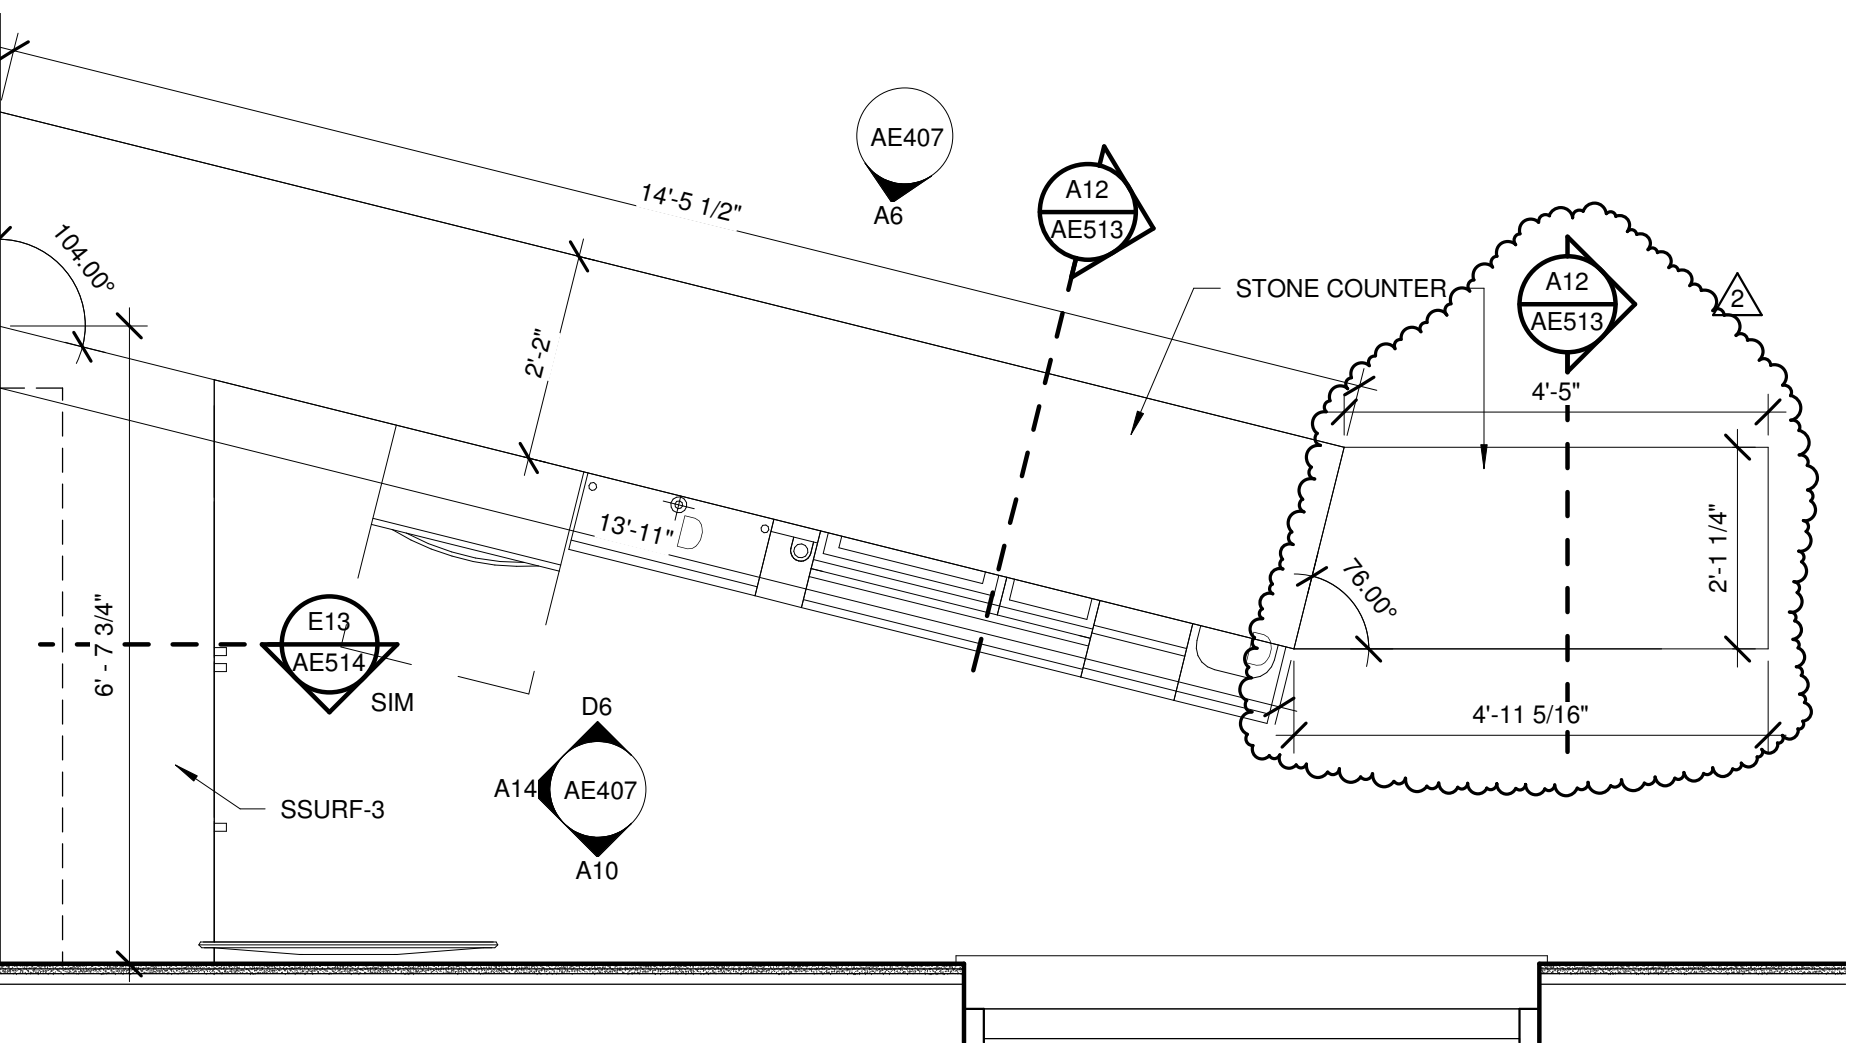 AE407
A6
A12
AE513
14'-5 1/2"
104.00°
STONE COUNTER
A12
AE513
2
2'-2"
4'-5"
13'-11"
2'-1 1/4"
76.00°
6' - 7 3/4"
E13
AE514
SIM
D6
4'-11 5/16"
A14
AE407
SSURF-3
A10